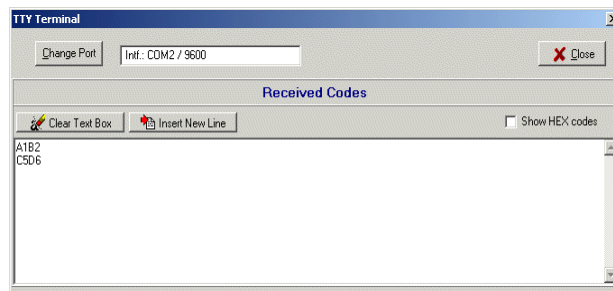 TTY Terminal
Change Port
Intf.: COM2 / 9600
Close
Received Codes
Clear Text Box
Insert New Line
Show HEX codes
A1B2
C5D6